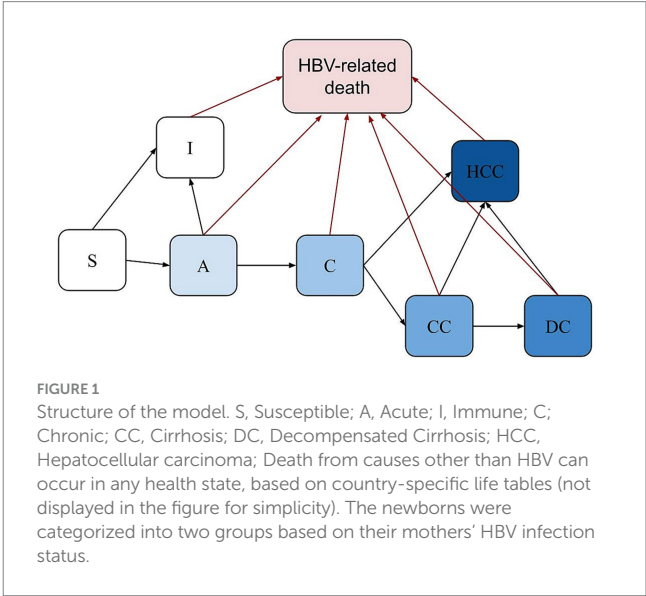 HBV-related
death
I
HCC
S
A
C
CC
DC
FIGURE 1
Structure of the model. S, Susceptible; A, Acute; I, Immune; C;
Chronic; CC, Cirrhosis; DC, Decompensated Cirrhosis; HCC,
Hepatocellular carcinoma; Death from causes other than HBV can
occur in any health state, based on country-specific life tables (not
displayed in the figure for simplicity). The newborns were
categorized into two groups based on their mothers’ HBV infection
status.